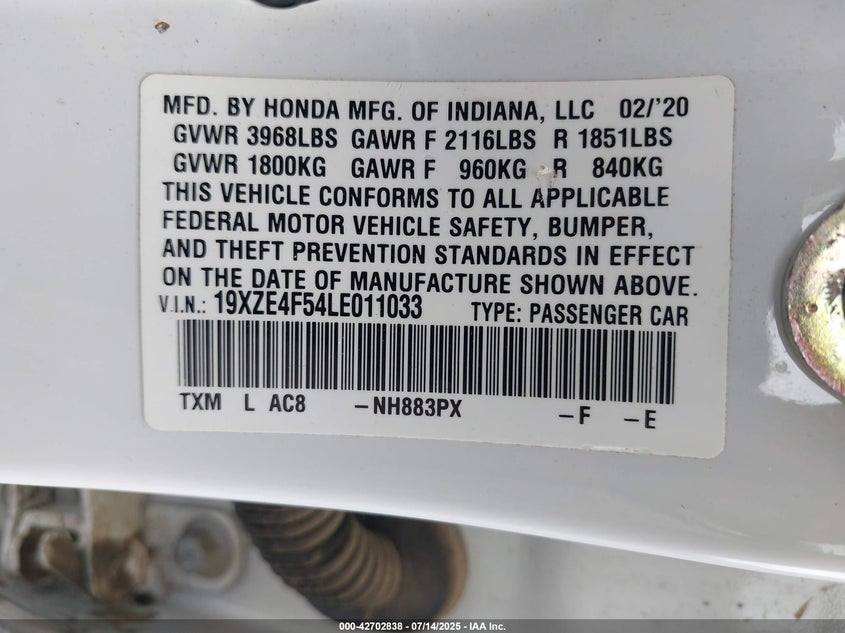 MFD. BY HONDA MFG. OF INDIANA, LLC 02/'20
GVWR 3968LBS GAWR F 2116LBS R 1851LBS
GVWR 1800KG GAWR F 960KG R 840KG
THIS VEHICLE CONFORMS TO ALL APPLICABLE
FEDERAL MOTOR VEHICLE SAFETY, BUMPER,
AND THEFT PREVENTION STANDARDS IN EFFECT
ON THE DATE OF MANUFACTURE SHOWN ABOVE.
V.I.N.: 19XZE4F54LE011033 TYPE: PASSENGER CAR
TXM L AC8 –NH883PX –F –E
000-42702838 - 07/14/2025 - IAA Inc.